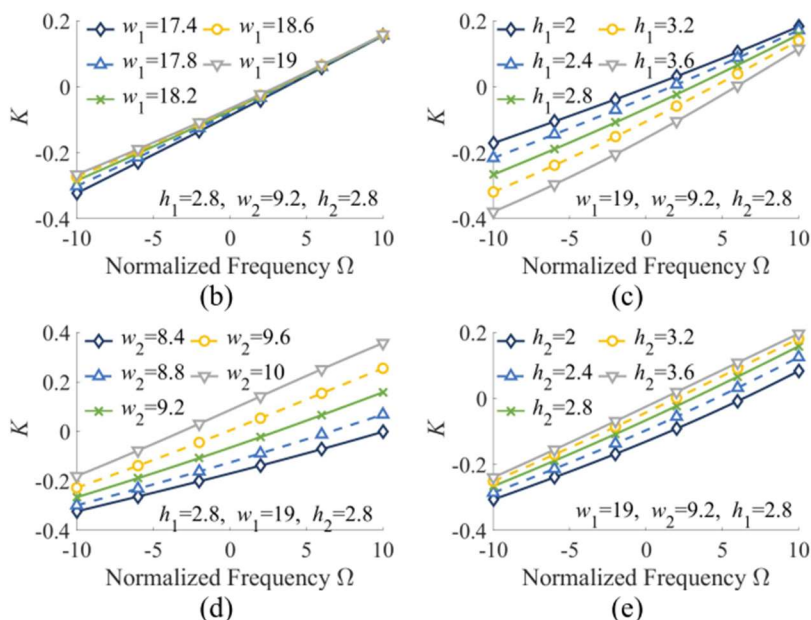 0.2
0
-0.2
-0.4
K
w1=17.4
w1=18.6
w1=17.8
w1=19
w1=18.2
h1=2.8, w2=9.2, h2=2.8
-10 -5 0 5 10
Normalized Frequency Ω
(b)
0.2
0
-0.2
-0.4
K
h1=2
h1=3.2
h1=2.4
h1=3.6
h1=2.8
w1=19, w2=9.2, h2=2.8
-10 -5 0 5 10
Normalized Frequency Ω
(c)
0.4
0.2
0
-0.2
-0.4
K
w2=8.4
w2=9.6
w2=8.8
w2=10
w2=9.2
h1=2.8, w1=19, h2=2.8
-10 -5 0 5 10
Normalized Frequency Ω
(d)
0.2
0
-0.2
-0.4
K
h2=2
h2=3.2
h2=2.4
h2=3.6
h2=2.8
w1=19, w2=9.2, h1=2.8
-10 -5 0 5 10
Normalized Frequency Ω
(e)